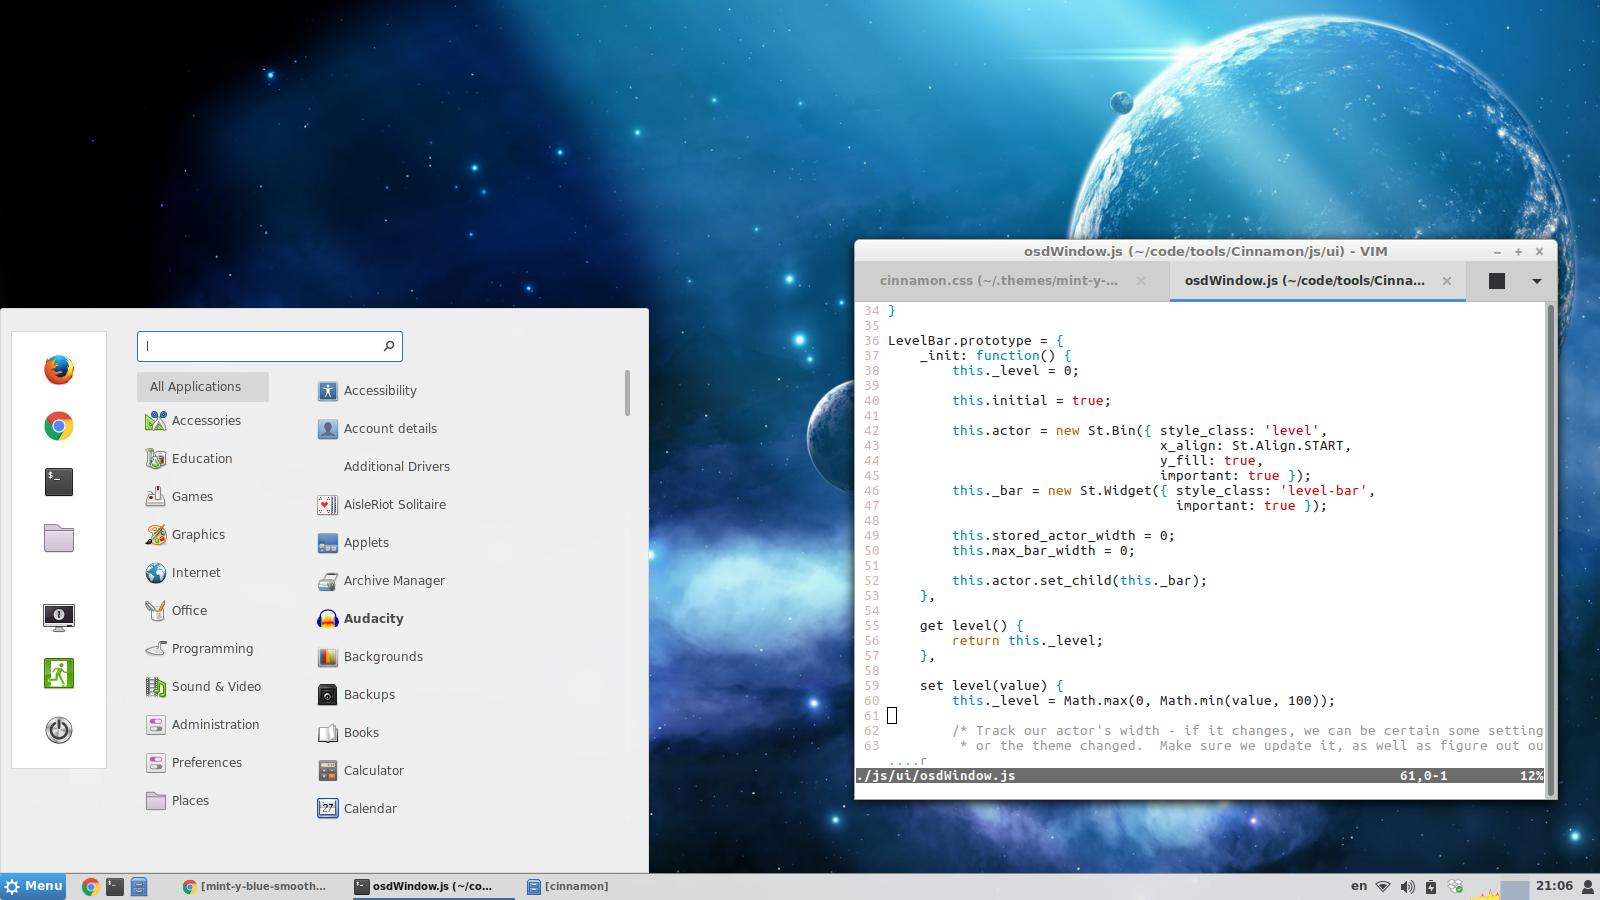 All Applications
Accessories
Education
Games
Graphics
Internet
Office
Programming
Sound & Video
Administration
Preferences
Places
Accessibility
Account details
Additional Drivers
AisleRiot Solitaire
Applets
Archive Manager
Audacity
Backgrounds
Backups
Books
Calculator
Calendar
osdWindow.js (~/code/tools/Cinnamon/js/ui) - VIM
cinnamon.css (~/.themes/mint-y-...
osdWindow.js (~/code/tools/Cinna...
34 }
35
36 LevelBar.prototype = {
37     _init: function() {
38         this._level = 0;
39
40         this.initial = true;
41
42         this.actor = new St.Bin({ style_class: 'level',
43                                   x_align: St.Align.START,
44                                   y_fill: true,
45                                   important: true });
46         this._bar = new St.Widget({ style_class: 'level-bar',
47                                     important: true });
48
49         this.stored_actor_width = 0;
50         this.max_bar_width = 0;
51
52         this.actor.set_child(this._bar);
53     },
54
55     get level() {
56         return this._level;
57     },
58
59     set level(value) {
60         this._level = Math.max(0, Math.min(value, 100));
61
62         /* Track our actor's width - if it changes, we can be certain some setting
63          * or the theme changed.  Make sure we update it, as well as figure out ou
....r
./js/ui/osdWindow.js 61,0-1 12%
Menu
[mint-y-blue-smooth...
osdWindow.js (~/co...
[cinnamon]
en
21:06